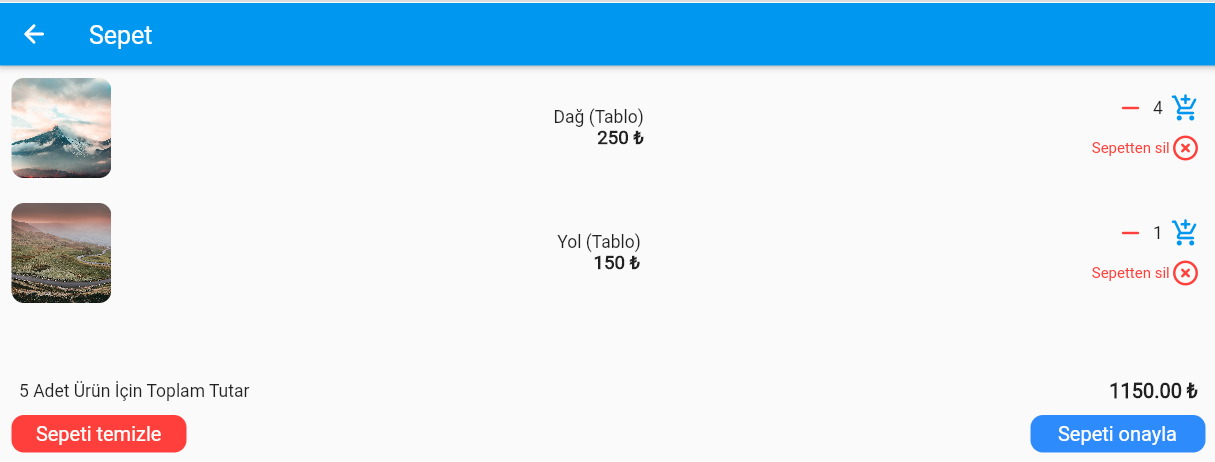 Sepet
Dağ (Tablo)
250 ₺
4
Sepetten sil
Yol (Tablo)
150 ₺
1
Sepetten sil
5 Adet Ürün İçin Toplam Tutar
1150.00 ₺
Sepeti temizle
Sepeti onayla